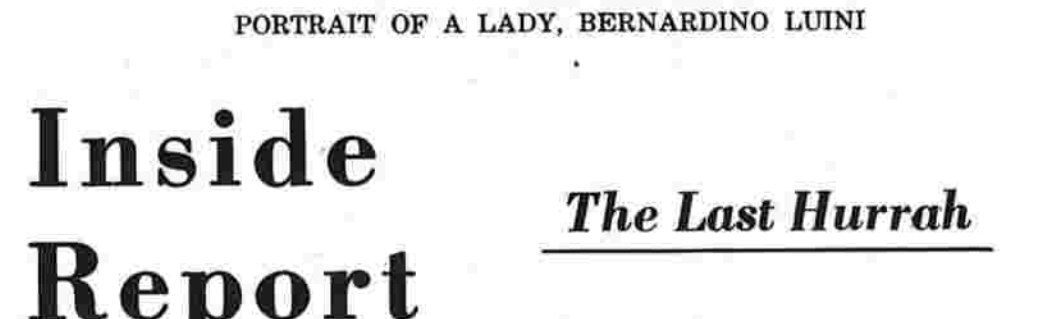 PORTRAIT OF A LADY, BERNARDINO LUINI
Inside
Report
The Last Hurrah